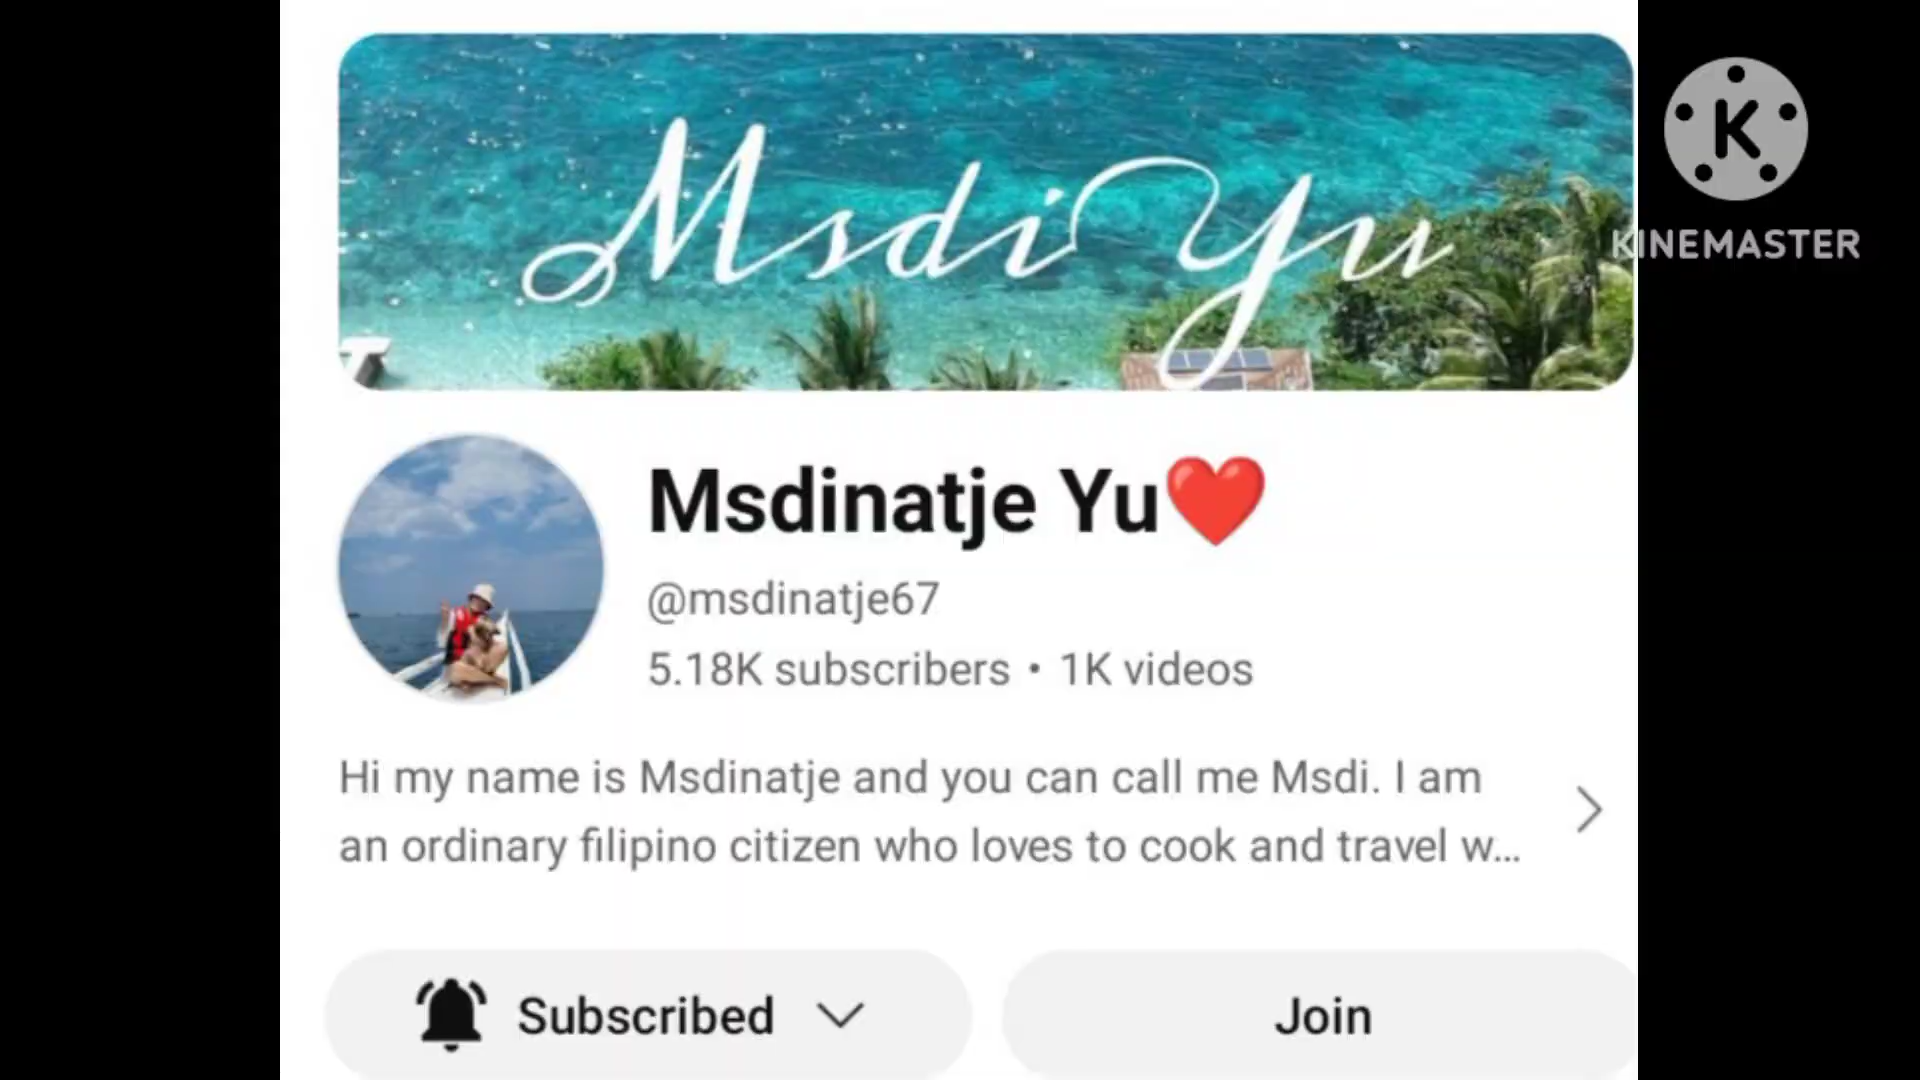 Msdi Yu
K
KINEMASTER
Msdinatje Yu❤️
@msdinatje67
5.18K subscribers • 1K videos
Hi my name is Msdinatje and you can call me Msdi. I am
an ordinary filipino citizen who loves to cook and travel w...
Subscribed
Join